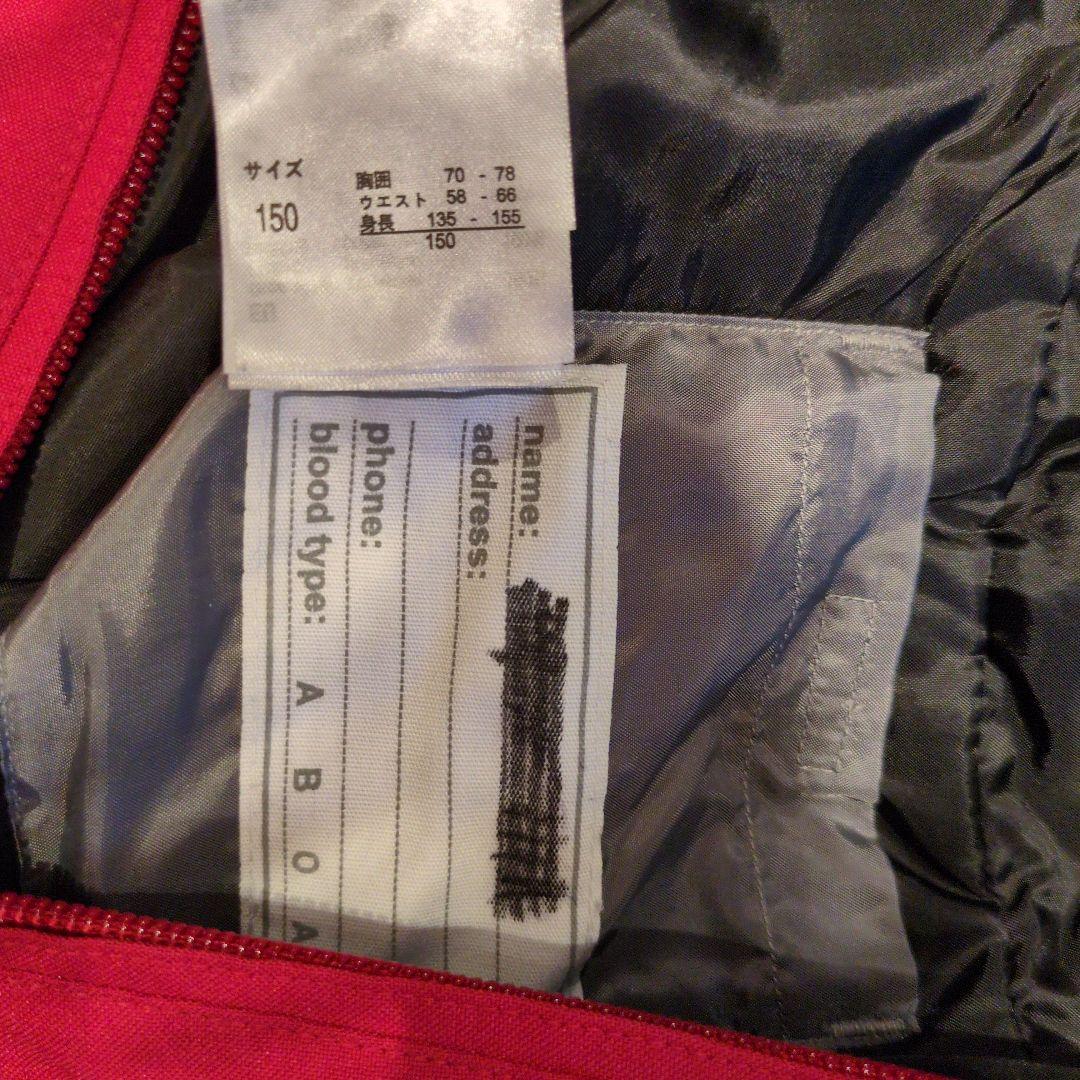 サイズ
150
胸囲 70 - 78
ウエスト 58 - 66
身長 135 - 155
150
name:
address:
phone:
blood type: A B O A